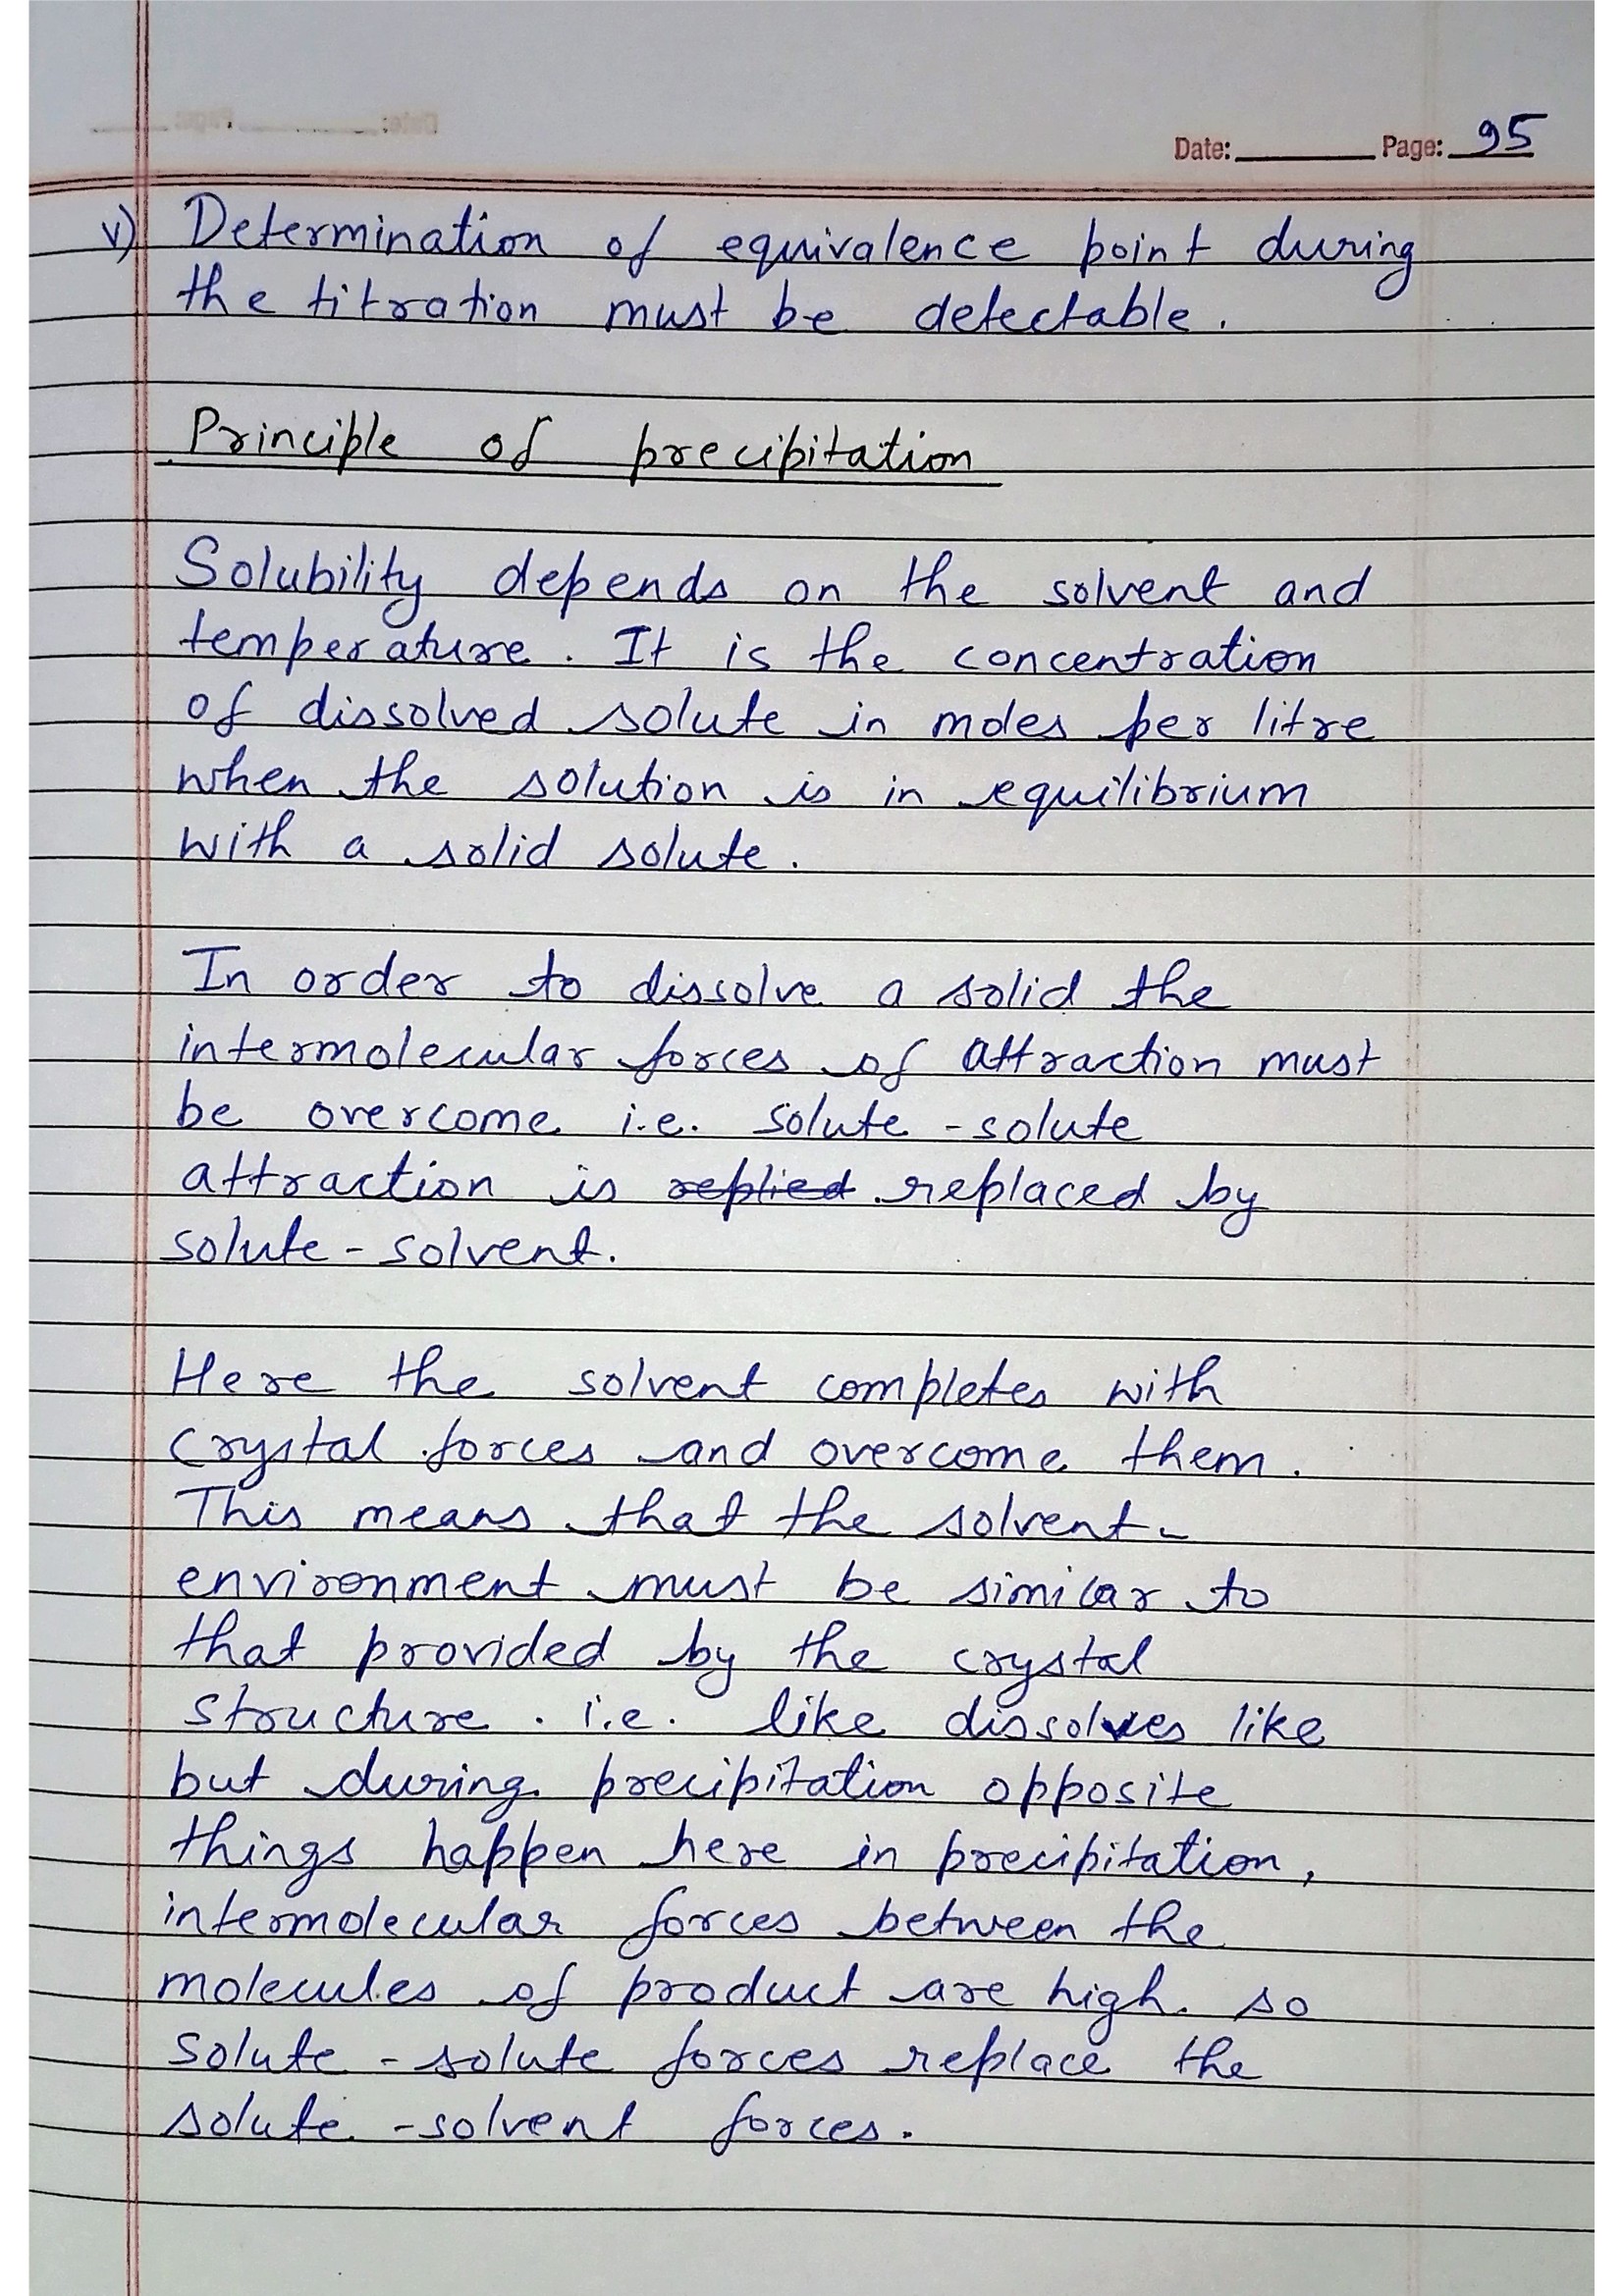 Date: Page: 95
v) Determination of equivalence point during
the titration must be detectable.
Principle of precipitation
Solubility depends on the solvent and
temperature. It is the concentration
of dissolved solute in moles per litre
when the solution is in equilibrium
with a solid solute.
In order to dissolve a solid the
intermolecular forces of attraction must
be overcome i.e. solute - solute
attraction is replied replaced by
solute - solvent.
Here the solvent completes with
crystal forces and overcome them.
This means that the solvent -
environment must be similar to
that provided by the crystal
structure. i.e. like dissolves like
but during precipitation opposite
things happen here in precipitation,
intermolecular forces between the
molecules of product are high. so
solute - solute forces replace the
solute - solvent forces.